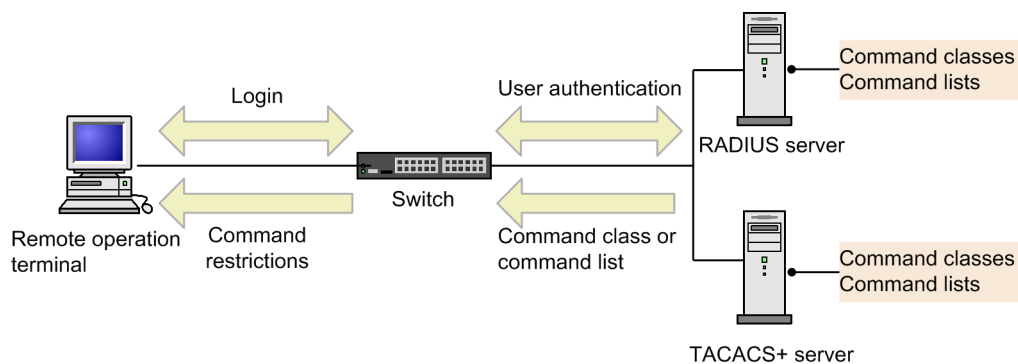 Login
User authentication
Command classes
Command lists
RADIUS server
Switch
Remote operation
terminal
Command
restrictions
Command class or
command list
Command classes
Command lists
TACACS+ server